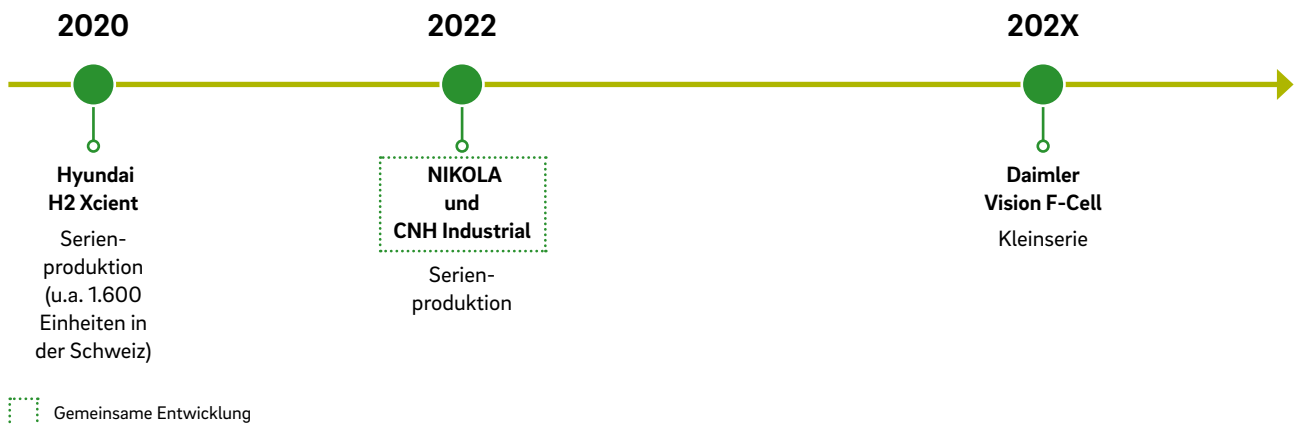 2020
2022
202X
Hyundai
H2 Xcient
Serien-
produktion
(u.a. 1.600
Einheiten in
der Schweiz)
NIKOLA
und
CNH Industrial
Serien-
produktion
Daimler
Vision F-Cell
Kleinserie
Gemeinsame Entwicklung